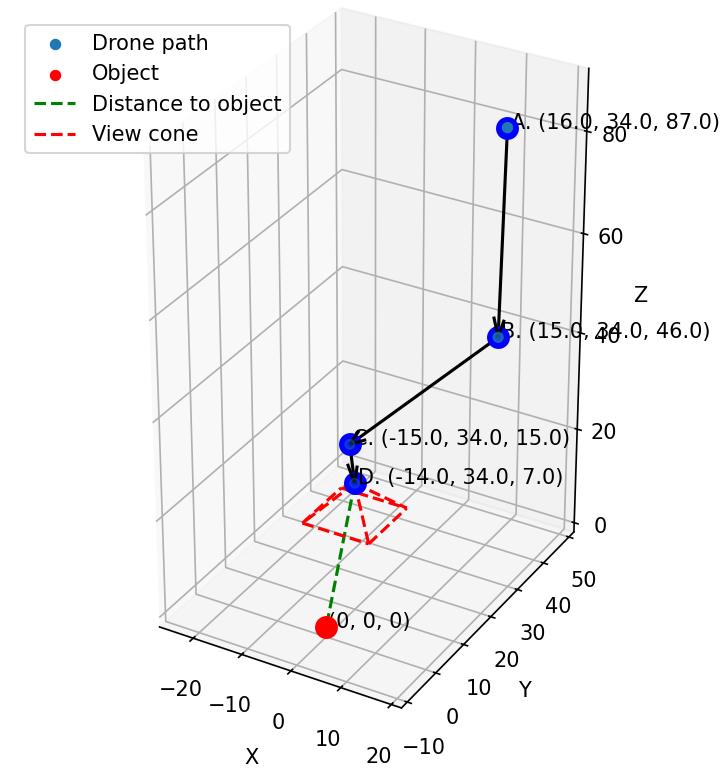 Drone path
Object
Distance to object
View cone
A. (16.0, 34.0, 87.0)
80
60
Z
B. (15.0, 34.0, 46.0)
40
C. (-15.0, 34.0, 15.0)
20
D. (-14.0, 34.0, 7.0)
0
(0, 0, 0)
50
40
30
20
10
0
−10
Y
−20
−10
0
10
20
X